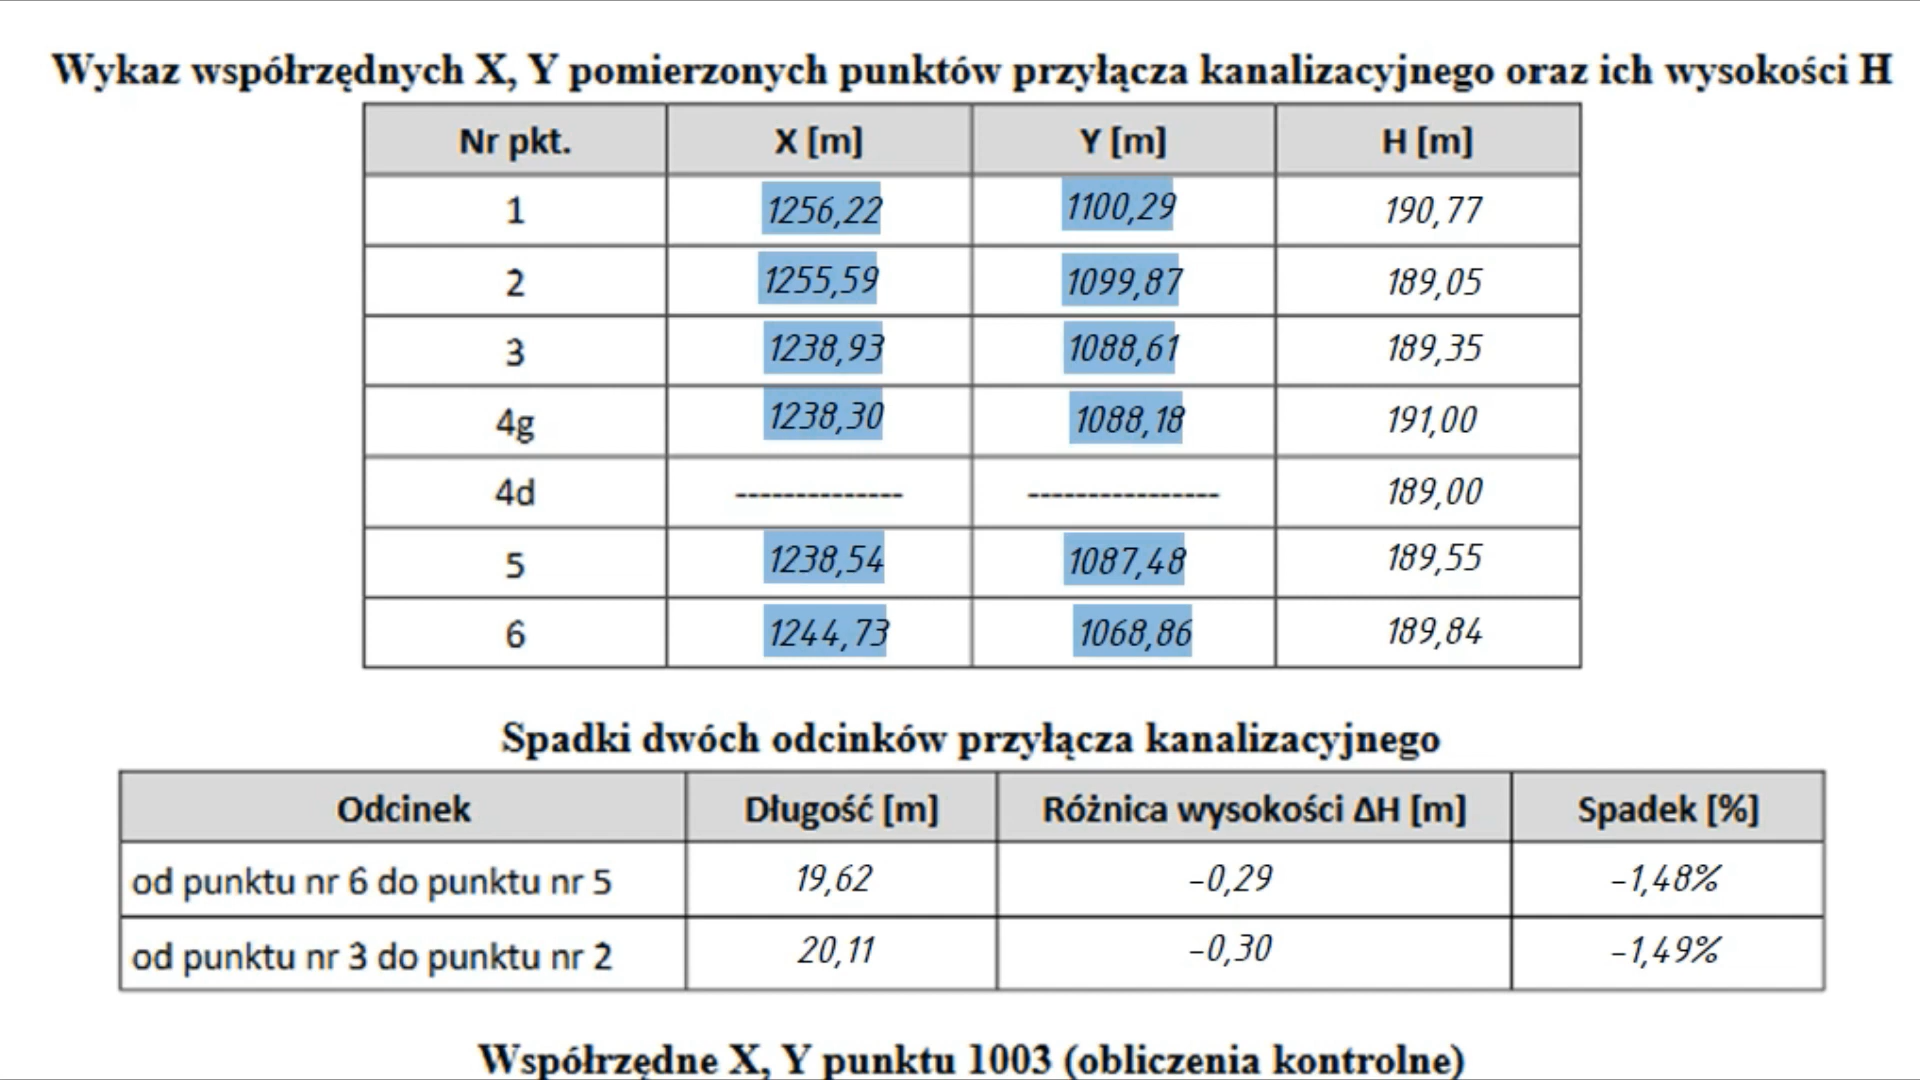 Wykaz współrzędnych X, Y pomierzonych punktów przyłącza kanalizacyjnego oraz ich wysokości H
Nr pkt. X [m] Y [m] H [m]
1 1256,22 1100,29 190,77
2 1255,59 1099,87 189,05
3 1238,93 1088,61 189,35
4g 1238,30 1088,18 191,00
4d -------------- ---------------- 189,00
5 1238,54 1087,48 189,55
6 1244,73 1068,86 189,84
Spadki dwóch odcinków przyłącza kanalizacyjnego
Odcinek Długość [m] Różnica wysokości ΔH [m] Spadek [%]
od punktu nr 6 do punktu nr 5 19,62 −0,29 −1,48%
od punktu nr 3 do punktu nr 2 20,11 −0,30 −1,49%
Współrzędne X, Y punktu 1003 (obliczenia kontrolne)